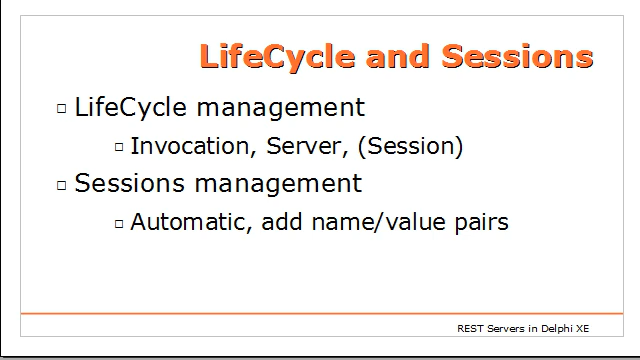 LifeCycle and Sessions
LifeCycle management
Invocation, Server, (Session)
Sessions management
Automatic, add name/value pairs
REST Servers in Delphi XE